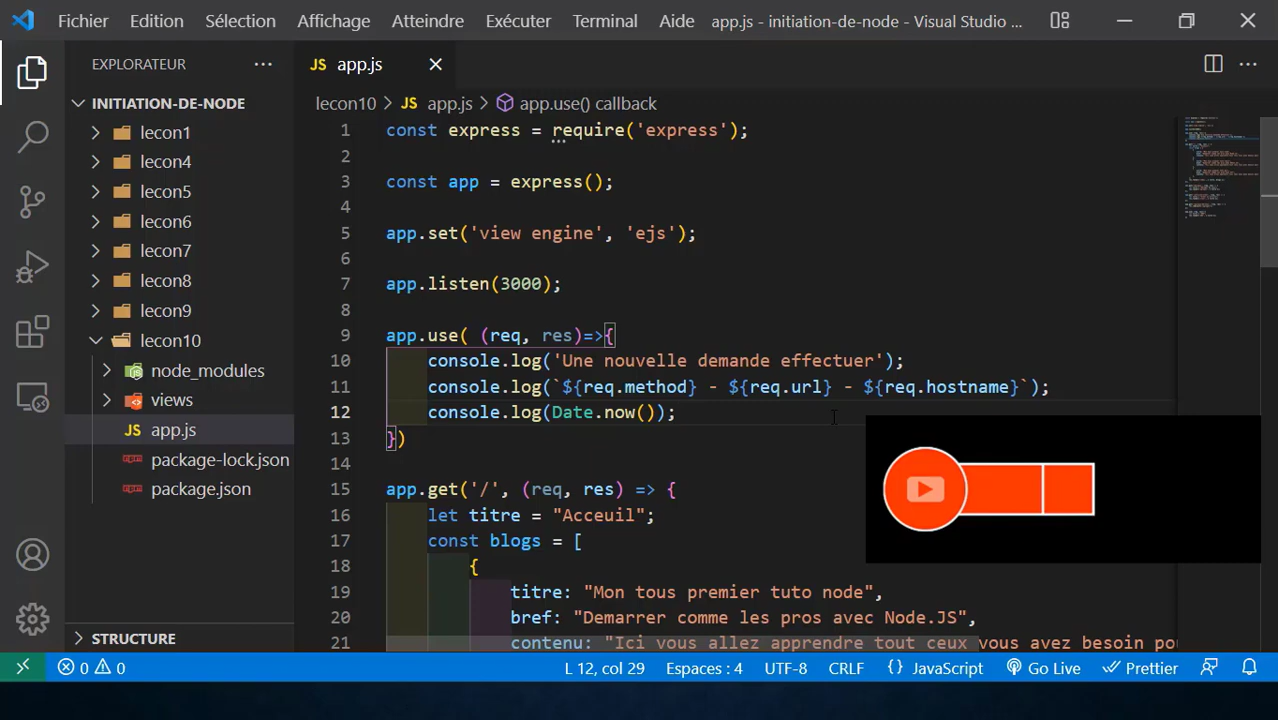 Fichier Edition Sélection Affichage Atteindre Exécuter Terminal Aide app.js - initiation-de-node - Visual Studio ...
EXPLORATEUR
INITIATION-DE-NODE
lecon1
lecon4
lecon5
lecon6
lecon7
lecon8
lecon9
lecon10
node_modules
views
JS app.js
package-lock.json
package.json
STRUCTURE
JS app.js
lecon10 > JS app.js > app.use() callback
1 const express = require('express');
2
3 const app = express();
4
5 app.set('view engine', 'ejs');
6
7 app.listen(3000);
8
9 app.use( (req, res)=>{
10 console.log('Une nouvelle demande effectuer');
11 console.log(`${req.method} - ${req.url} - ${req.hostname}`);
12 console.log(Date.now());
13 })
14
15 app.get('/', (req, res) => {
16 let titre = "Acceuil";
17 const blogs = [
18 {
19 titre: "Mon tous premier tuto node",
20 bref: "Demarrer comme les pros avec Node.JS",
21 contenu: "Ici vous allez apprendre tout ceux vous avez besoin po
0 0 L 12, col 29 Espaces : 4 UTF-8 CRLF {} JavaScript Go Live Prettier